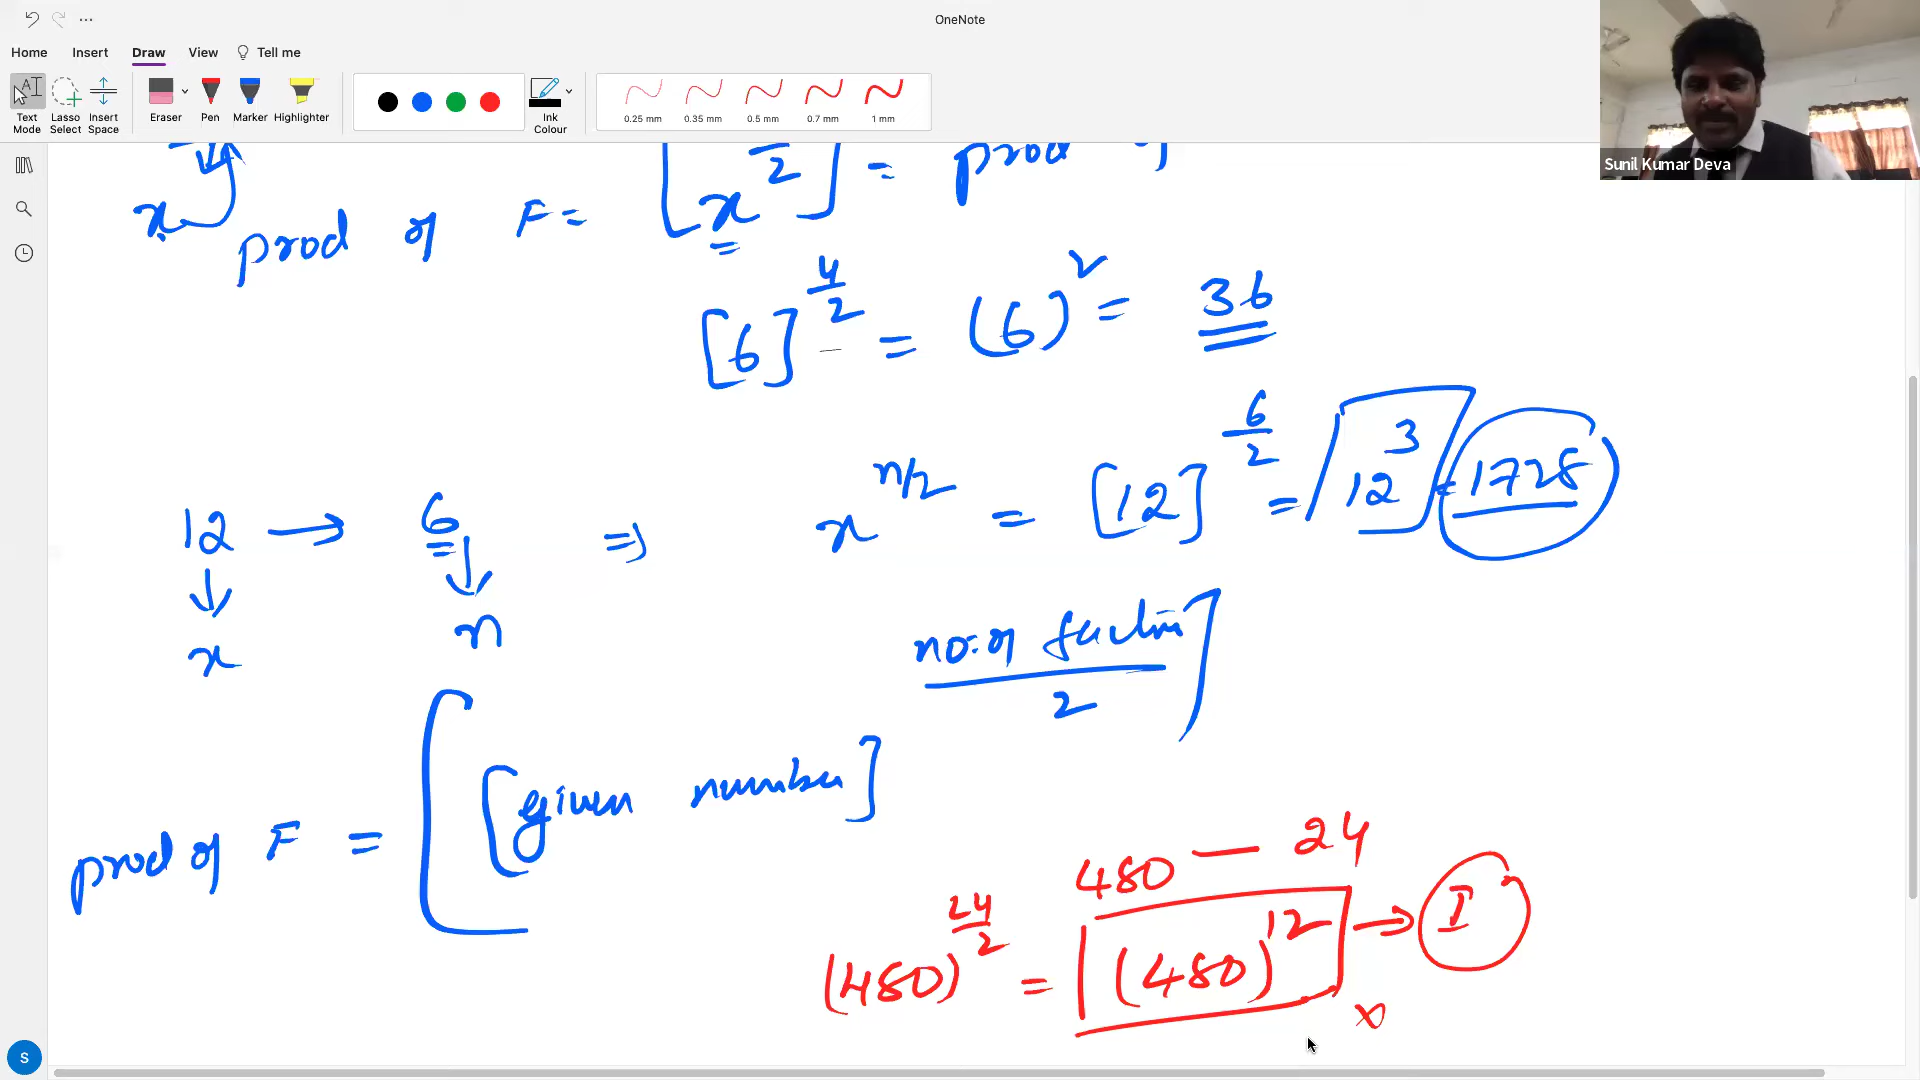 OneNote
Home Insert Draw View Tell me
Text Mode Lasso Select Insert Space Eraser Pen Marker Highlighter Ink Colour 0.25 mm 0.35 mm 0.5 mm 0.7 mm 1 mm
Sunil Kumar Deva
x prod of F = [x^{—/2}] = prod of
[6]^{4/2} = (6)^2 = 36
12 → 6 ⇒ x^{n/2} = [12]^{6/2} = 12^3 = 1728
x n
prod of F = [[given number]^{no. of factors/2}]
480 — 24
(480)^{24/2} = (480)^{12} → I
S